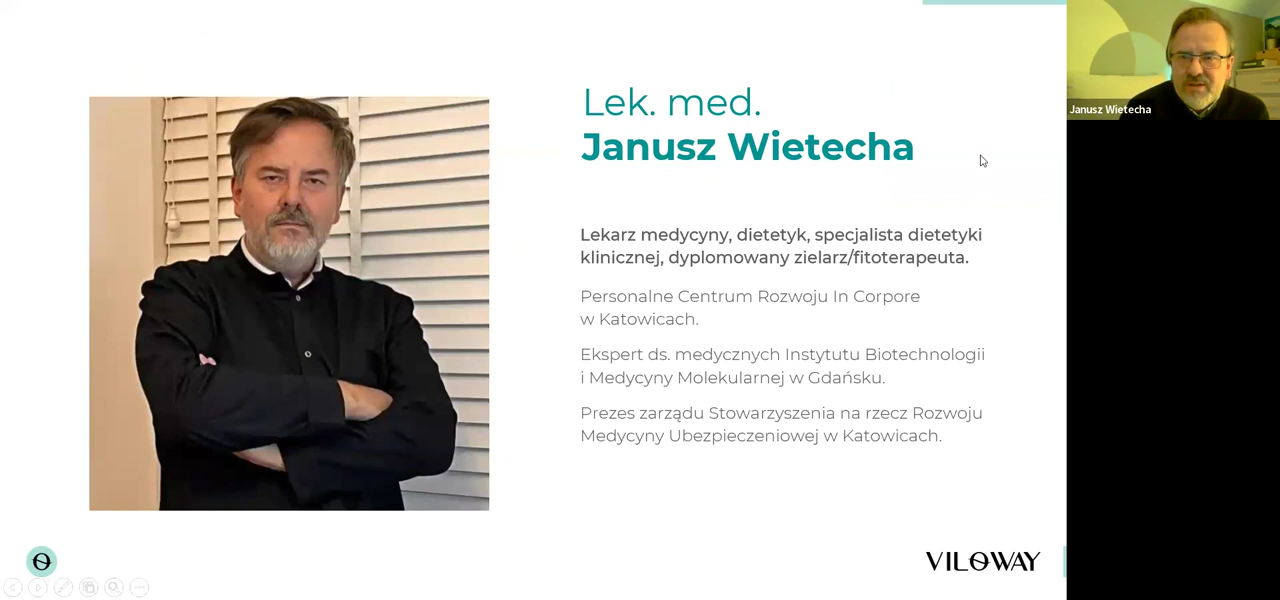 Lek. med.
Janusz Wietecha
Lekarz medycyny, dietetyk, specjalista dietetyki
klinicznej, dyplomowany zielarz/fitoterapeuta.
Personalne Centrum Rozwoju In Corpore
w Katowicach.
Ekspert ds. medycznych Instytutu Biotechnologii
i Medycyny Molekularnej w Gdańsku.
Prezes zarządu Stowarzyszenia na rzecz Rozwoju
Medycyny Ubezpieczeniowej w Katowicach.
VILOWAY
Janusz Wietecha